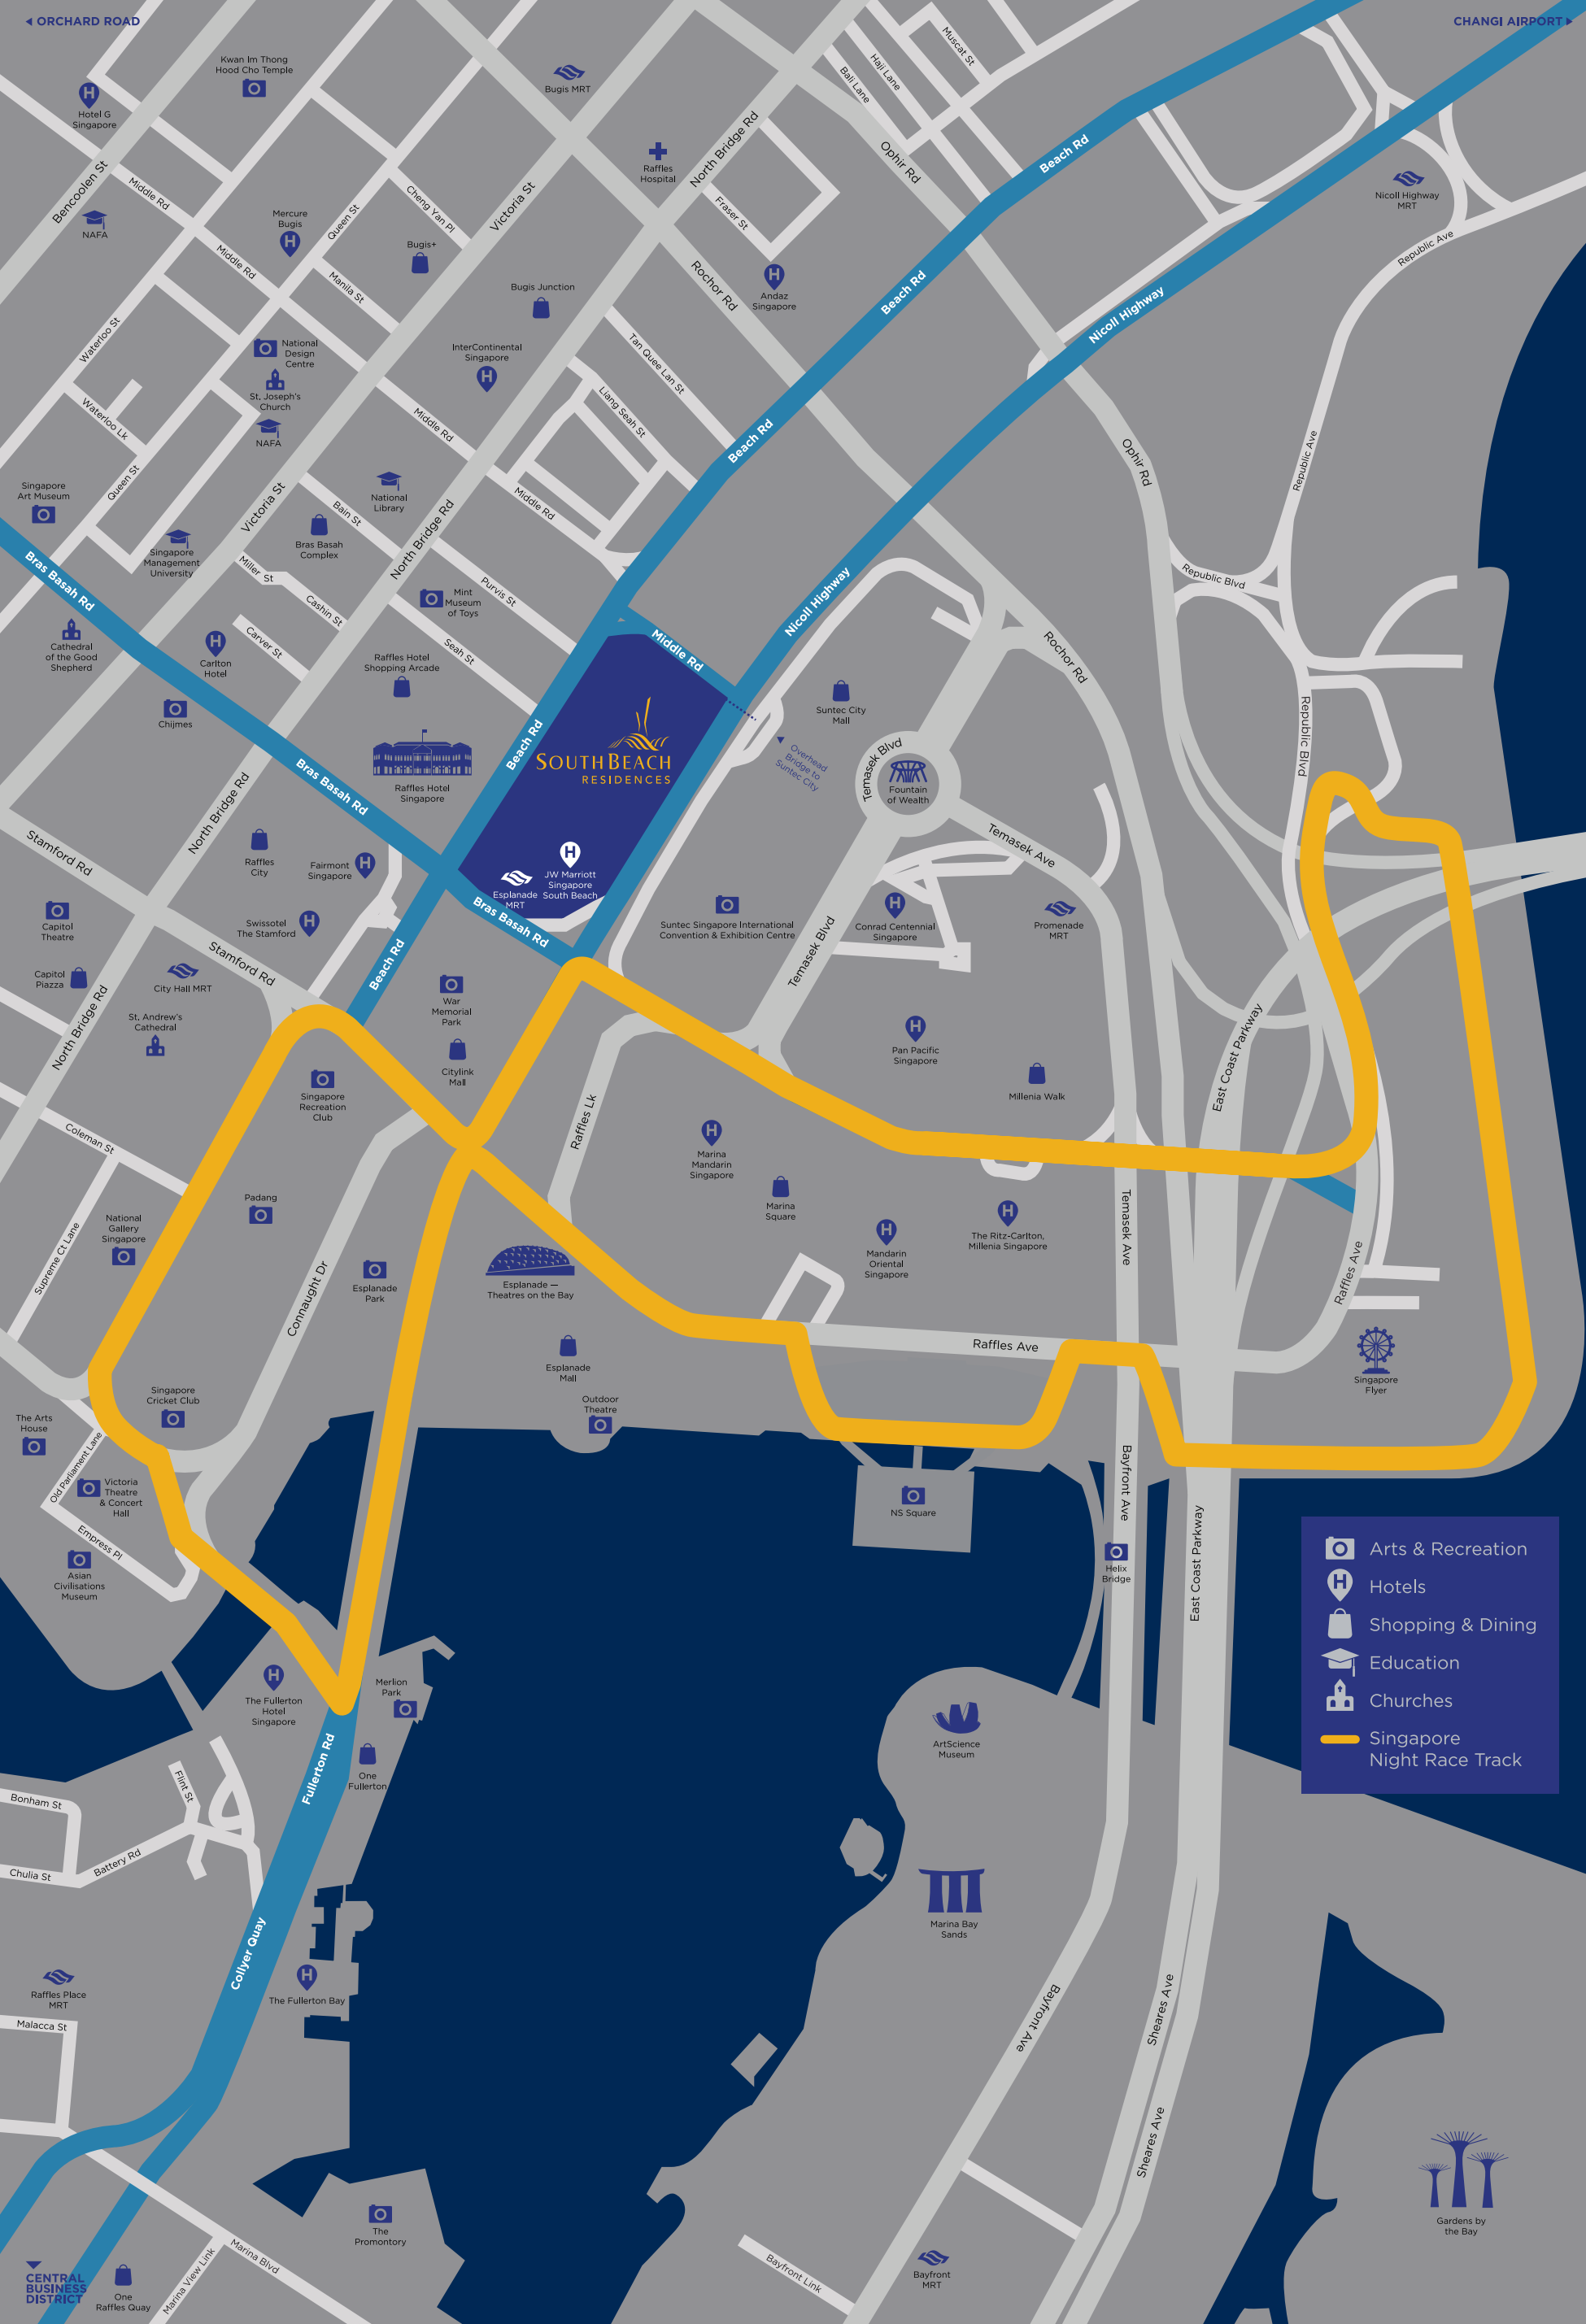 ORCHARD ROAD
CHANGI AIRPORT
Kwan Im Thong
Hood Cho Temple
Bugis MRT
Muscat St
Haji Lane
Bali Lane
Hotel G
Singapore
Bencoolen St
Middle Rd
NAFA
Mercure
Bugis
Queen St
Cheng Yan Pl
Victoria St
Raffles
Hospital
North Bridge Rd
Fraser St
Ophir Rd
Beach Rd
Nicoll Highway
MRT
Republic Ave
Middle Rd
Manila St
Bugis+
Bugis Junction
Rochor Rd
Andaz
Singapore
Beach Rd
Nicoll Highway
Waterloo St
National
Design
Centre
InterContinental
Singapore
Tan Quee Lan St
St, Joseph's
Church
Waterloo Lk
NAFA
Middle Rd
Liang Seah St
Beach Rd
Ophir Rd
Republic Ave
Singapore
Art Museum
Queen St
Victoria St
National
Library
Middle Rd
Bain St
Bras Basah
Complex
North Bridge Rd
Singapore
Management
University
Miller St
Bras Basah Rd
Cashin St
Mint
Museum
of Toys
Purvis St
Nicoll Highway
Republic Blvd
Cathedral
of the Good
Shepherd
Carlton
Hotel
Carver St
Raffles Hotel
Shopping Arcade
Seah St
Middle Rd
Rochor Rd
Chijmes
Suntec City
Mall
Republic Blvd
Beach Rd
SOUTHBEACH
RESIDENCES
Overhead
Bridge to
Suntec City
Temasek Blvd
Fountain
of Wealth
Bras Basah Rd
Raffles Hotel
Singapore
North Bridge Rd
Stamford Rd
Raffles
City
Fairmont
Singapore
Temasek Ave
Esplanade
MRT
JW Marriott
Singapore
South Beach
Bras Basah Rd
Capitol
Theatre
Swissotel
The Stamford
Suntec Singapore International
Convention & Exhibition Centre
Conrad Centennial
Singapore
Promenade
MRT
Temasek Blvd
Stamford Rd
Beach Rd
Capitol
Piazza
City Hall MRT
War
Memorial
Park
North Bridge Rd
St, Andrew's
Cathedral
Citylink
Mall
Pan Pacific
Singapore
East Coast Parkway
Singapore
Recreation
Club
Raffles Lk
Millenia Walk
Coleman St
Marina
Mandarin
Singapore
Padang
Marina
Square
Temasek Ave
National
Gallery
Singapore
Supreme Ct Lane
Connaught Dr
Esplanade
Park
Esplanade —
Theatres on the Bay
Mandarin
Oriental
Singapore
The Ritz-Carlton,
Millenia Singapore
Raffles Ave
Raffles Ave
Esplanade
Mall
Singapore
Flyer
Singapore
Cricket Club
Outdoor
Theatre
The Arts
House
Old Parliament Lane
Victoria
Theatre
& Concert
Hall
Bayfront Ave
NS Square
Empress Pl
Asian
Civilisations
Museum
Helix
Bridge
East Coast Parkway
Arts & Recreation
Hotels
Shopping & Dining
Education
Churches
Singapore
Night Race Track
The Fullerton
Hotel
Singapore
Merlion
Park
Fullerton Rd
One
Fullerton
ArtScience
Museum
Flint St
Bonham St
Battery Rd
Chulia St
Collyer Quay
Marina Bay
Sands
Raffles Place
MRT
The Fullerton Bay
Malacca St
Bayfront Ave
Sheares Ave
Sheares Ave
The
Promontory
Gardens by
the Bay
Marina Blvd
Marina View Link
Bayfront Link
Bayfront
MRT
CENTRAL
BUSINESS
DISTRICT
One
Raffles Quay